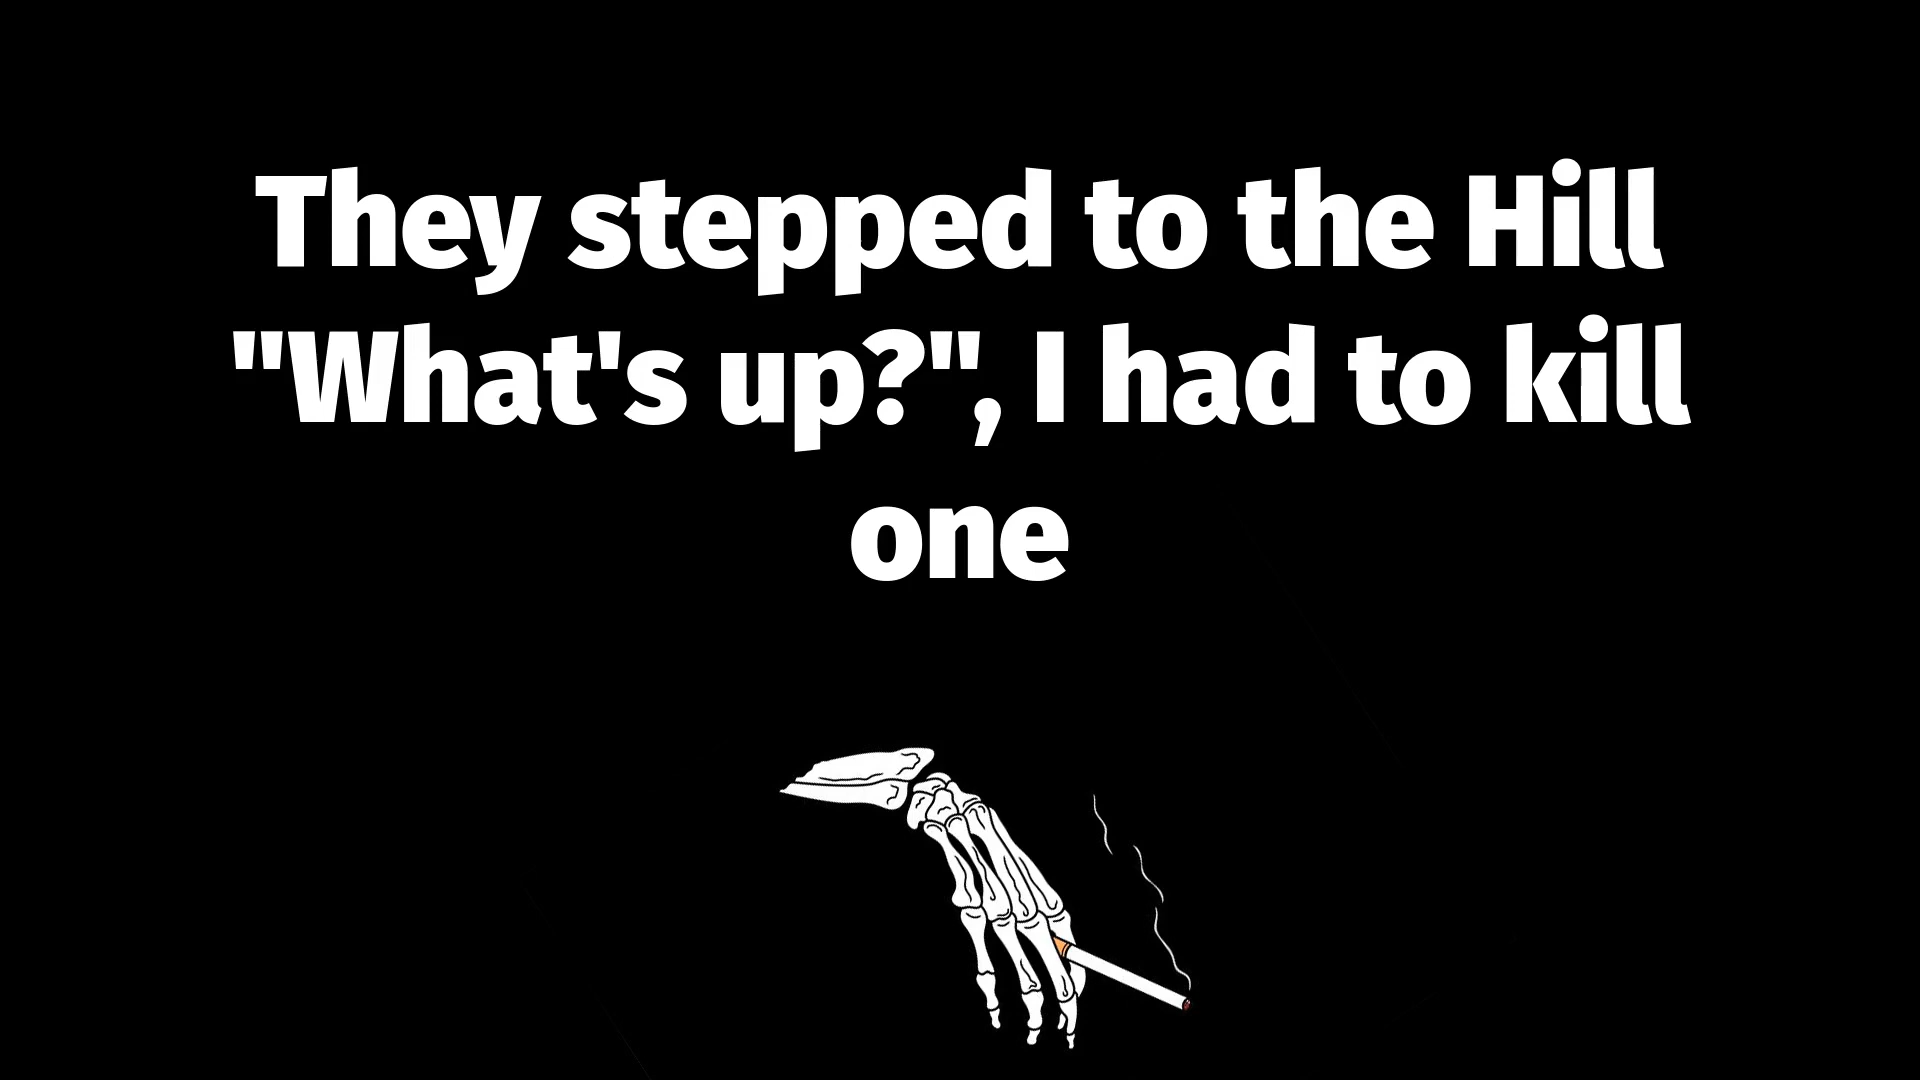 They stepped to the Hill
"What's up?", I had to kill
one